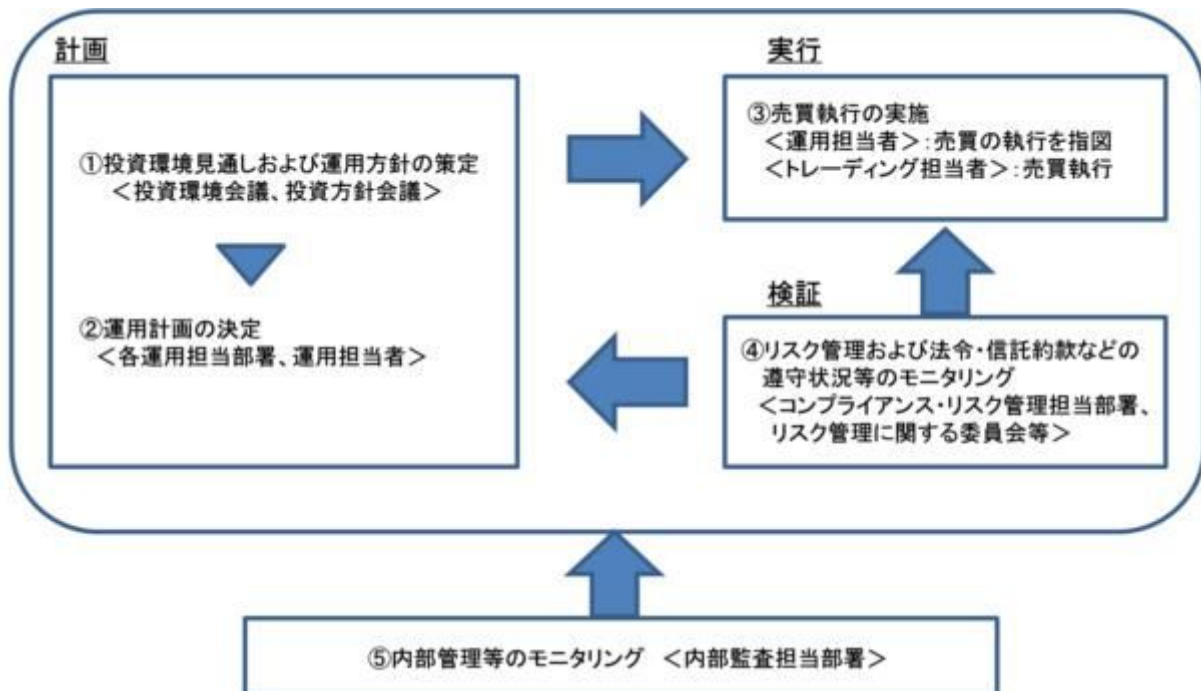 計画
①投資環境見通しおよび運用方針の策定
＜投資環境会議、投資方針会議＞
②運用計画の決定
＜各運用担当部署、運用担当者＞
実行
③売買執行の実施
＜運用担当者＞：売買の執行を指図
＜トレーディング担当者＞：売買執行
検証
④リスク管理および法令・信託約款などの
遵守状況等のモニタリング
＜コンプライアンス・リスク管理担当部署、
リスク管理に関する委員会等＞
⑤内部管理等のモニタリング ＜内部監査担当部署＞